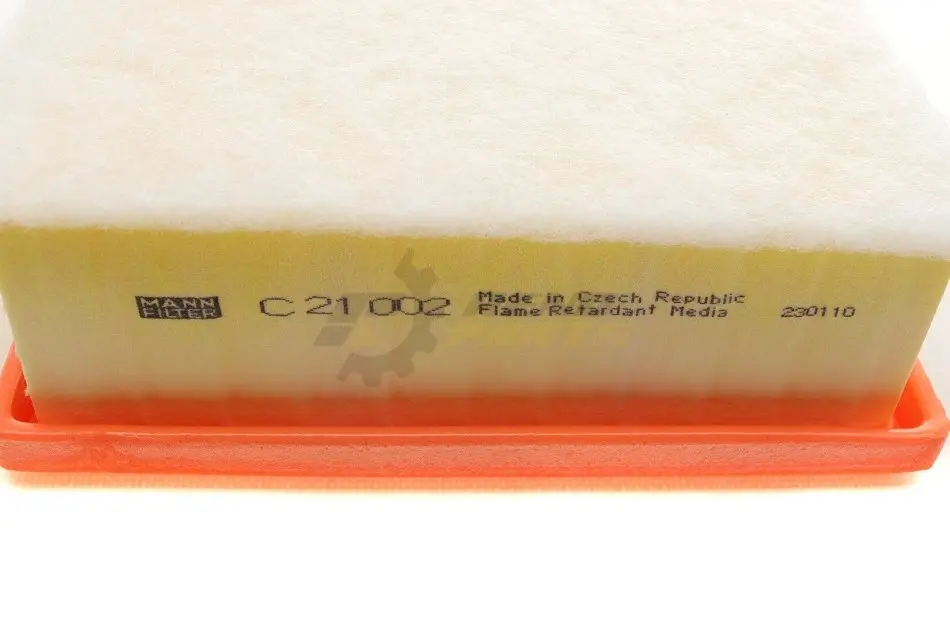 MANN
FILTER
C 21 002
Made in Czech Republic
Flame Retardant Media
230110